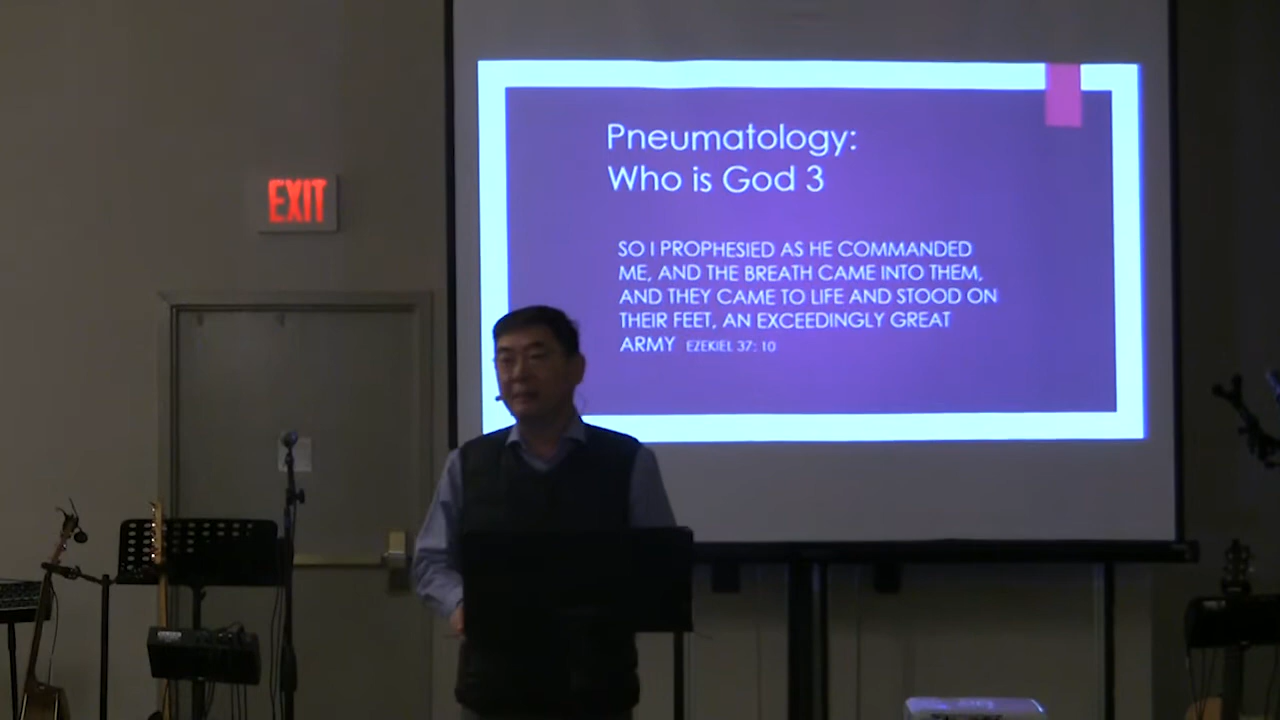 Pneumatology:
Who is God 3
SO I PROPHESIED AS HE COMMANDED
ME, AND THE BREATH CAME INTO THEM,
AND THEY CAME TO LIFE AND STOOD ON
THEIR FEET, AN EXCEEDINGLY GREAT
ARMY EZEKIEL 37: 10
EXIT